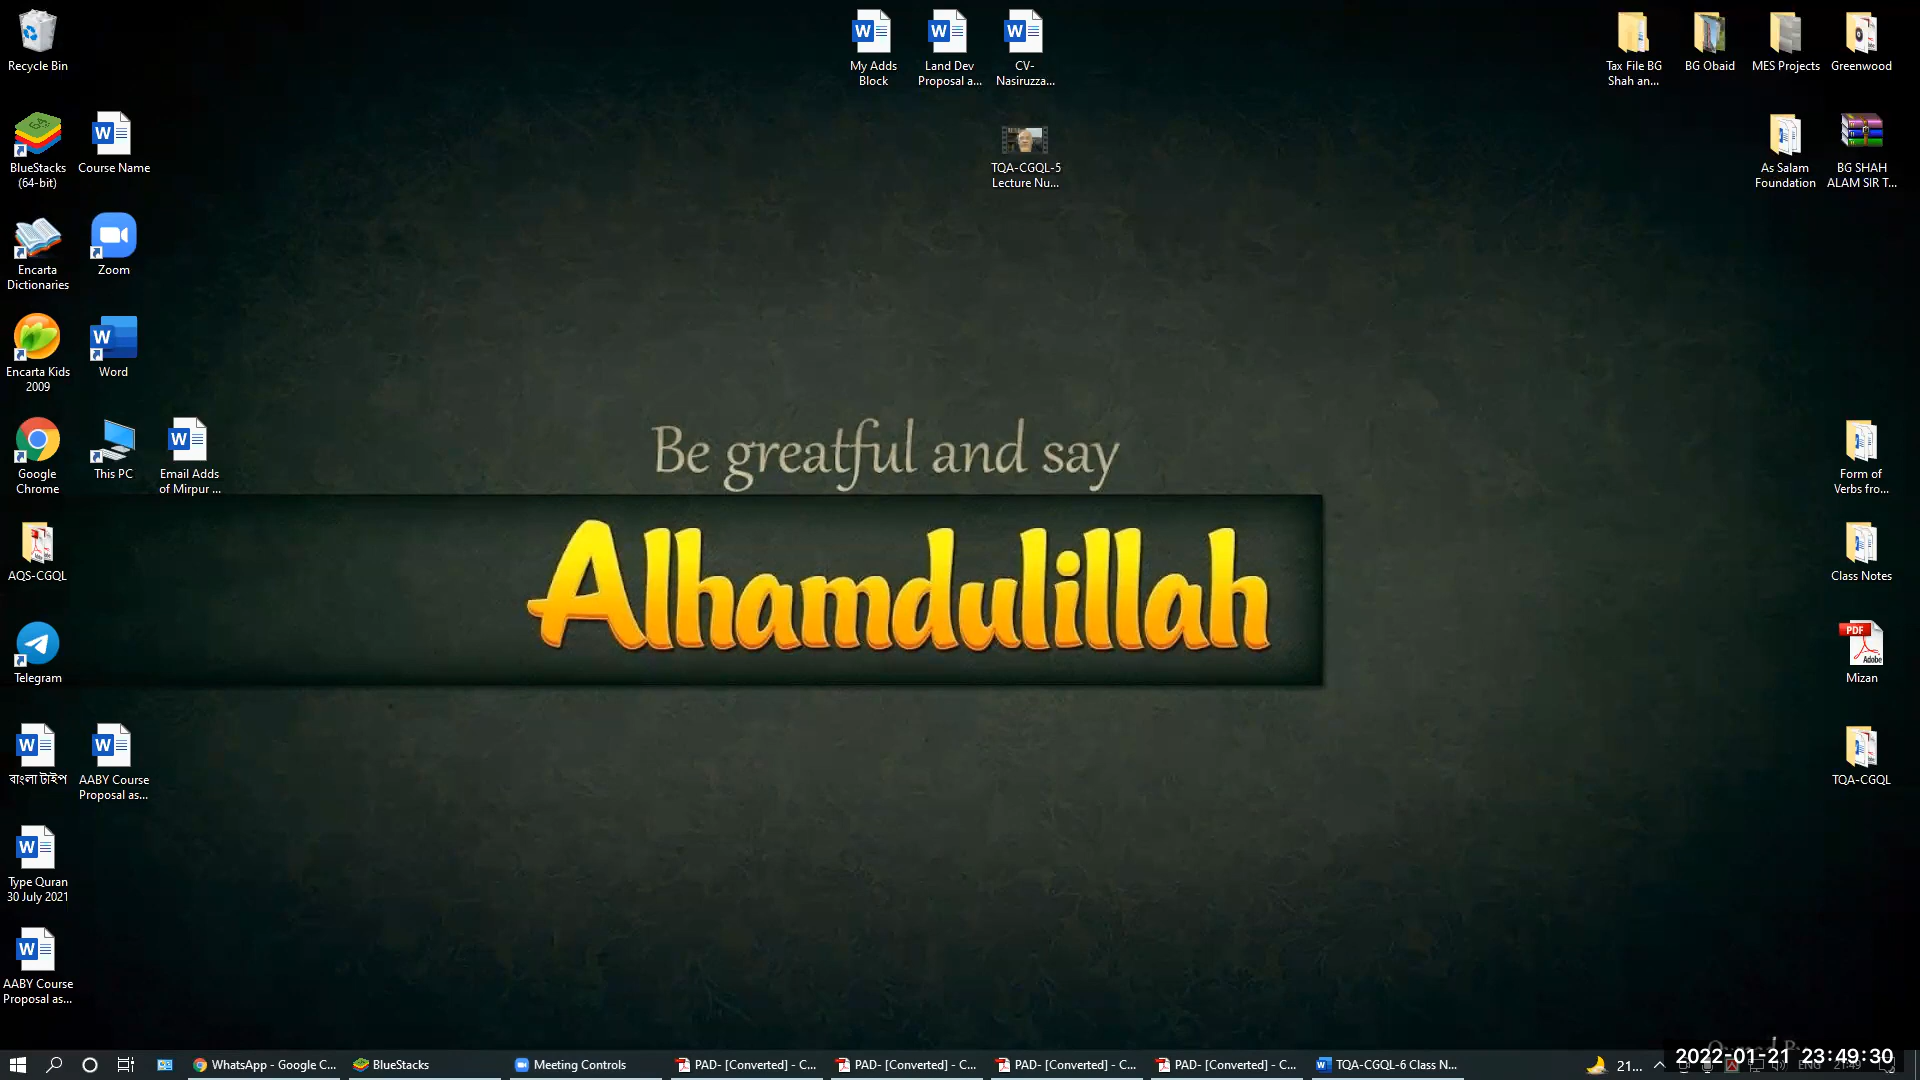 Recycle Bin
My Adds
Block
Land Dev
Proposal a...
CV-
Nasiruzza...
Tax File BG
Shah an...
BG Obaid
MES Projects
Greenwood
BlueStacks
(64-bit)
Course Name
TQA-CGQL-5
Lecture Nu...
As Salam
Foundation
BG SHAH
ALAM SIR T...
Encarta
Dictionaries
Zoom
Encarta Kids
2009
Word
Be greatful and say
Alhamdulillah
Google
Chrome
This PC
Email Adds
of Mirpur ...
Form of
Verbs fro...
AQS-CGQL
Class Notes
Telegram
PDF
Adobe
Mizan
বাংলা টাইপ
AABY Course
Proposal as...
TQA-CGQL
Type Quran
30 July 2021
AABY Course
Proposal as...
WhatsApp - Google C...
BlueStacks
Meeting Controls
PAD- [Converted] - C...
PAD- [Converted] - C...
PAD- [Converted] - C...
PAD- [Converted] - C...
TQA-CGQL-6 Class N...
21...
2022-01-21 23:49:30
ENG
21:49